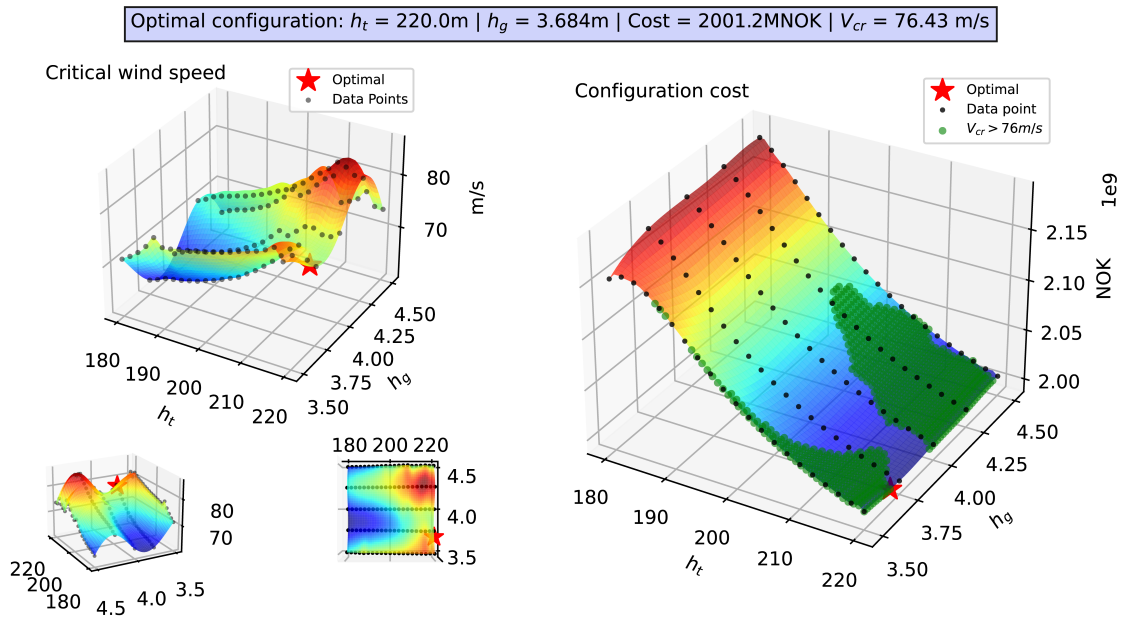 Optimal configuration: h_t = 220.0m | h_g = 3.684m | Cost = 2001.2MNOK | V_cr = 76.43 m/s
Critical wind speed
Optimal
Data Points
80
70
m/s
180
190
200
210
220
h_t
3.50
3.75
4.00
4.25
4.50
h_g
Configuration cost
Optimal
Data point
V_cr > 76m/s
1e9
2.15
2.10
2.05
2.00
NOK
180
190
200
210
220
h_t
3.50
3.75
4.00
4.25
4.50
h_g
80
70
220
200
180
4.5
4.0
3.5
180 200 220
4.5
4.0
3.5